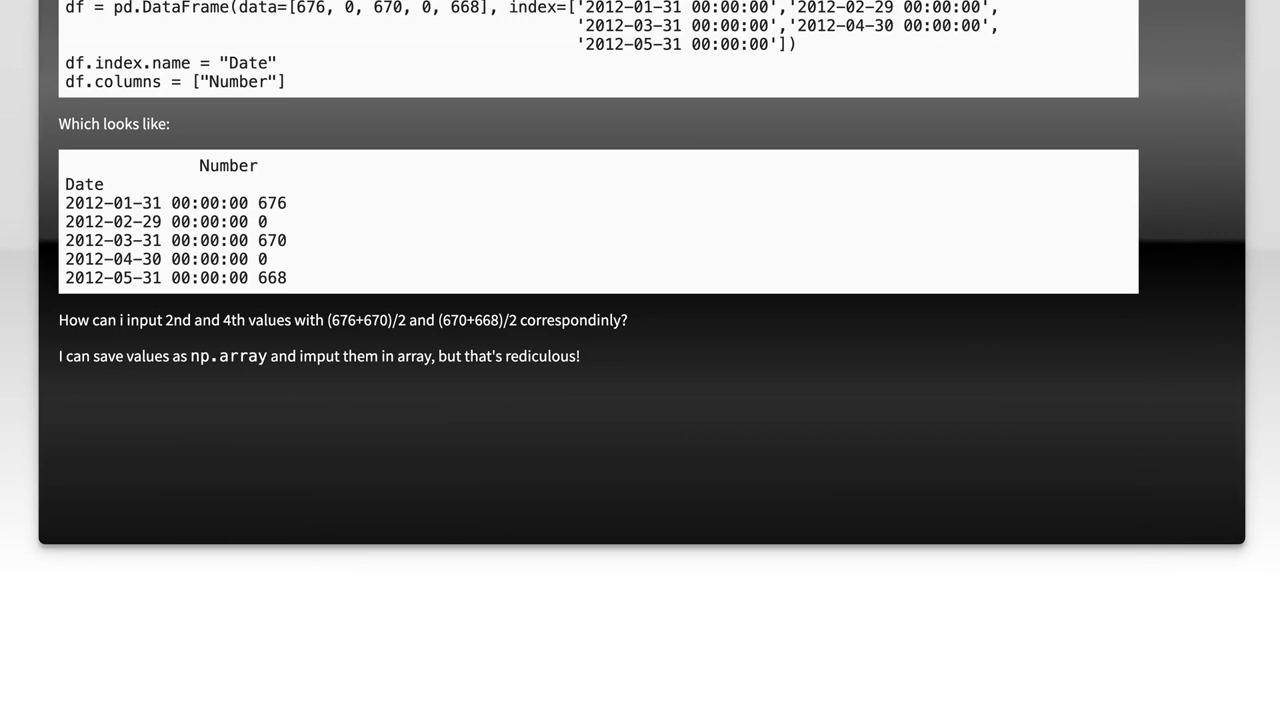 df = pd.DataFrame(data=[676, 0, 670, 0, 668], index=['2012-01-31 00:00:00','2012-02-29 00:00:00',
'2012-03-31 00:00:00','2012-04-30 00:00:00',
'2012-05-31 00:00:00'])
df.index.name = "Date"
df.columns = ["Number"]
Which looks like:
Number
Date
2012-01-31 00:00:00 676
2012-02-29 00:00:00 0
2012-03-31 00:00:00 670
2012-04-30 00:00:00 0
2012-05-31 00:00:00 668
How can i input 2nd and 4th values with (676+670)/2 and (670+668)/2 correspondinly?
I can save values as np.array and imput them in array, but that's rediculous!